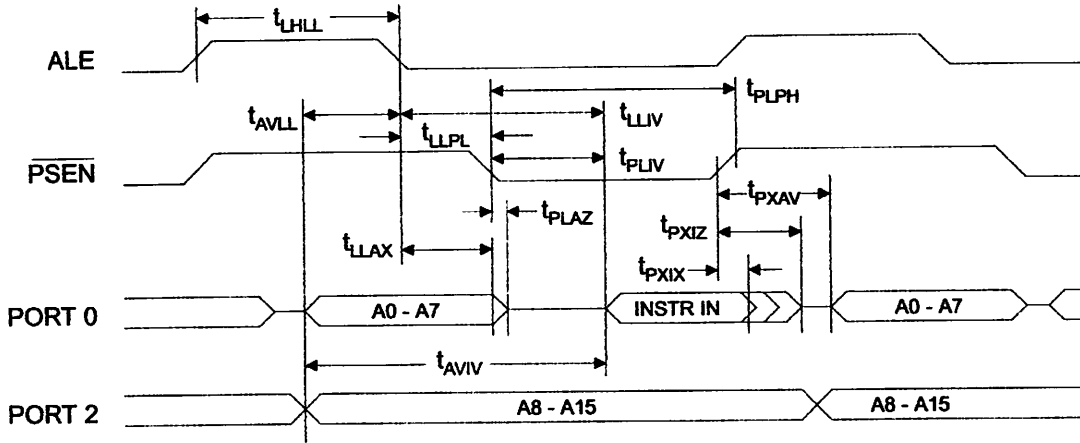 tLHLL
ALE
tPLPH
tAVLL
tLLIV
tLLPL
PSEN
tPLIV
tPXAV
tPLAZ
tPXIZ
tLLAX
tPXIX
PORT 0
A0 - A7
INSTR IN
A0 - A7
tAVIV
PORT 2
A8 - A15
A8 - A15